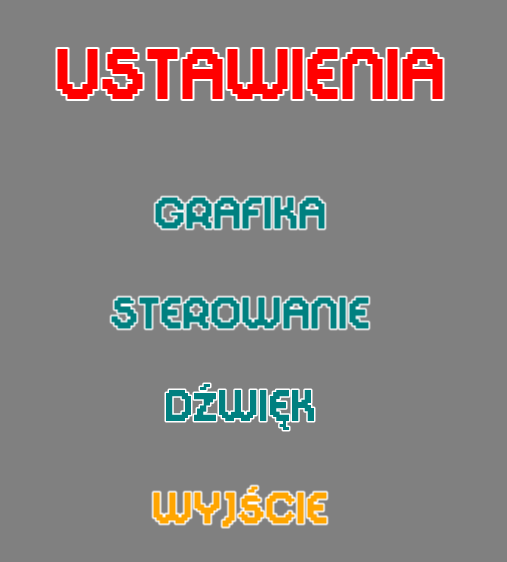 USTAWIENIA
GRAFIKA
STEROWANIE
DŹWIĘK
WYJŚCIE